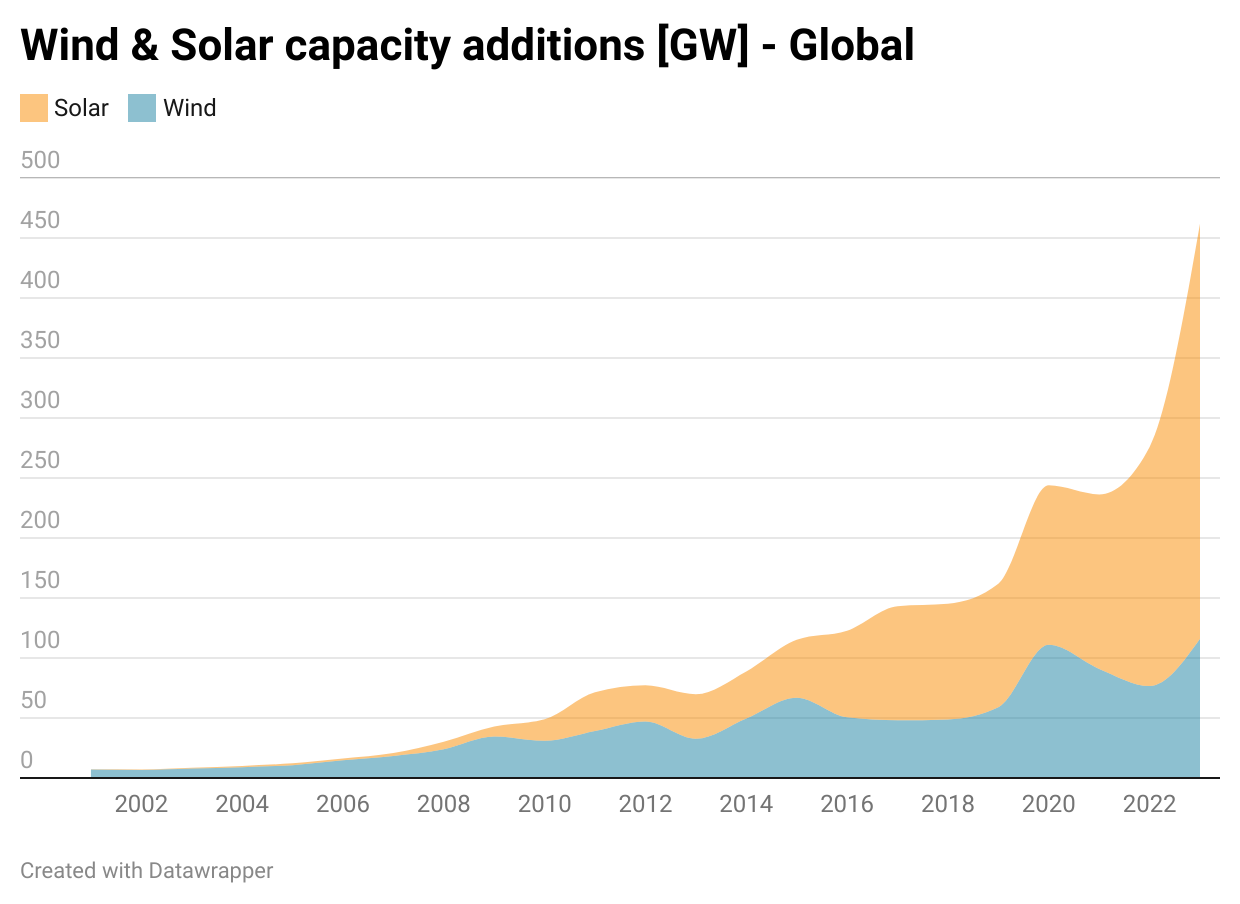 Wind & Solar capacity additions [GW] - Global
Solar Wind
500
450
400
350
300
250
200
150
100
50
0
2002 2004 2006 2008 2010 2012 2014 2016 2018 2020 2022
Created with Datawrapper